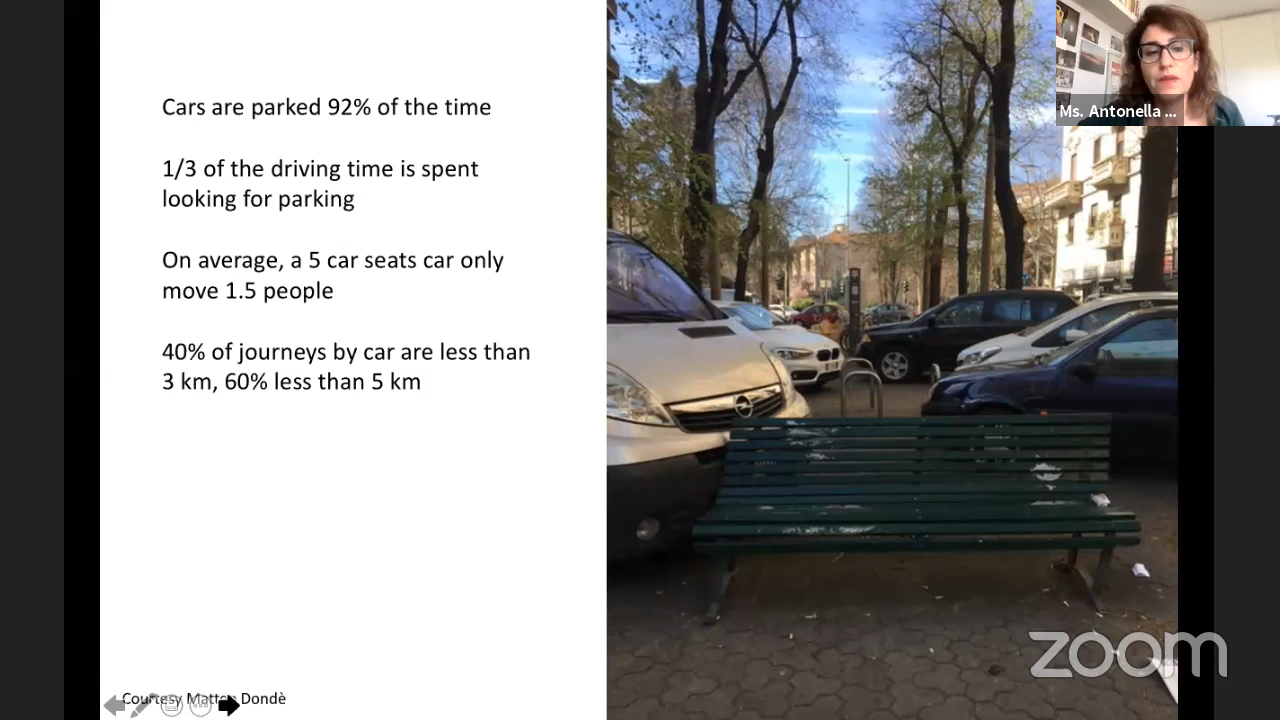 Cars are parked 92% of the time
1/3 of the driving time is spent
looking for parking
On average, a 5 car seats car only
move 1.5 people
40% of journeys by car are less than
3 km, 60% less than 5 km
Courtesy Matteo Dondè
Ms. Antonella ...
zoom